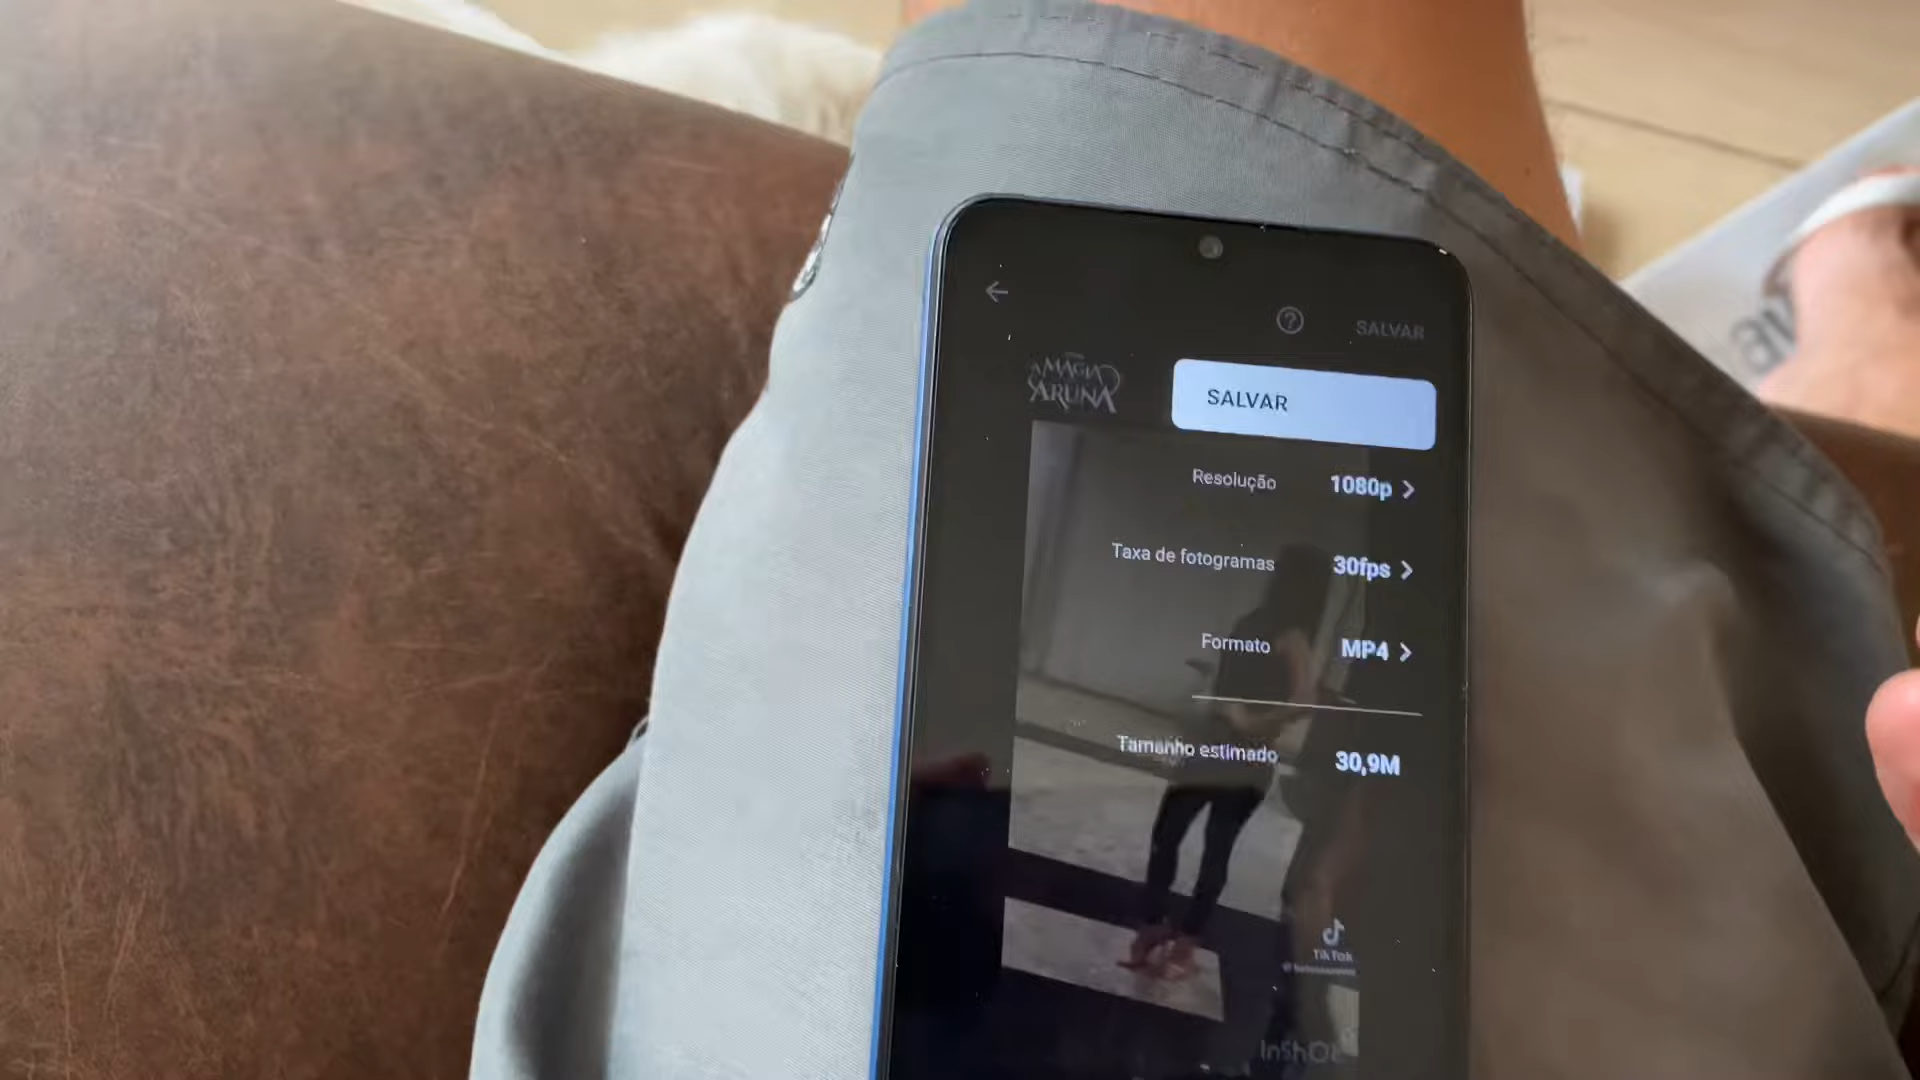 SALVAR
A MAGIA
ARUNA
SALVAR
Resolução 1080p
Taxa de fotogramas 30fps
Formato MP4
Tamanho estimado 30,9M
TikTok
InShOt